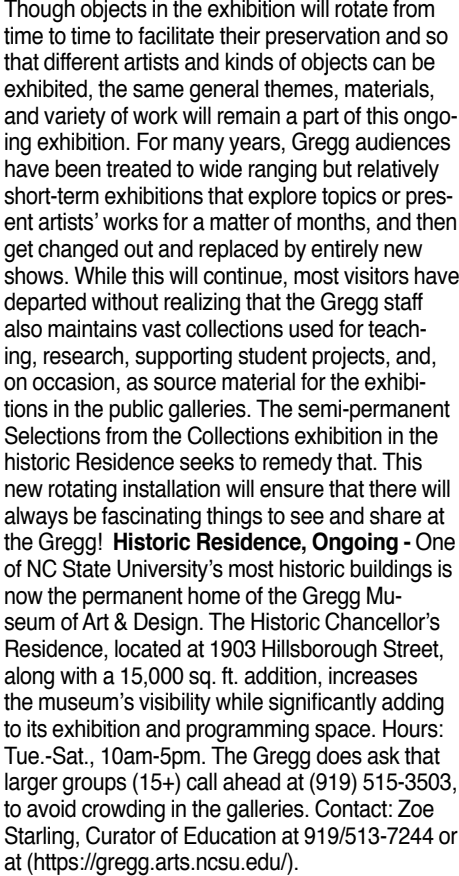 Though objects in the exhibition will rotate from
time to time to facilitate their preservation and so
that different artists and kinds of objects can be
exhibited, the same general themes, materials,
and variety of work will remain a part of this ongo-
ing exhibition. For many years, Gregg audiences
have been treated to wide ranging but relatively
short-term exhibitions that explore topics or pres-
ent artists' works for a matter of months, and then
get changed out and replaced by entirely new
shows. While this will continue, most visitors have
departed without realizing that the Gregg staff
also maintains vast collections used for teach-
ing, research, supporting student projects, and,
on occasion, as source material for the exhibi-
tions in the public galleries. The semi-permanent
Selections from the Collections exhibition in the
historic Residence seeks to remedy that. This
new rotating installation will ensure that there will
always be fascinating things to see and share at
the Gregg! Historic Residence, Ongoing - One
of NC State University's most historic buildings is
now the permanent home of the Gregg Mu-
seum of Art & Design. The Historic Chancellor's
Residence, located at 1903 Hillsborough Street,
along with a 15,000 sq. ft. addition, increases
the museum's visibility while significantly adding
to its exhibition and programming space. Hours:
Tue.-Sat., 10am-5pm. The Gregg does ask that
larger groups (15+) call ahead at (919) 515-3503,
to avoid crowding in the galleries. Contact: Zoe
Starling, Curator of Education at 919/513-7244 or
at (https://gregg.arts.ncsu.edu/).